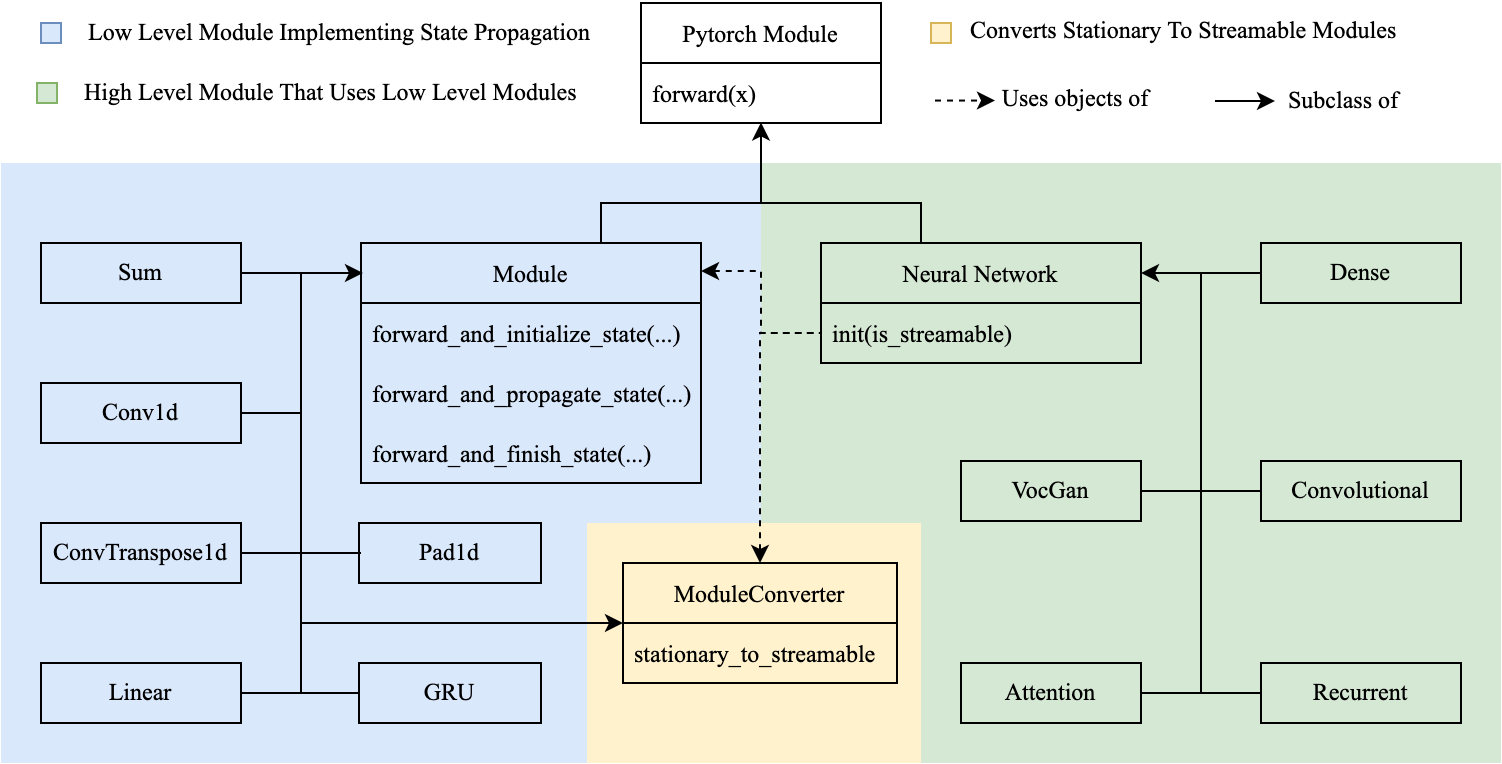 Low Level Module Implementing State Propagation
High Level Module That Uses Low Level Modules
Pytorch Module
forward(x)
Converts Stationary To Streamable Modules
Uses objects of
Subclass of
Sum
Conv1d
ConvTranspose1d
Linear
Module
forward_and_initialize_state(...)
forward_and_propagate_state(...)
forward_and_finish_state(...)
Pad1d
GRU
ModuleConverter
stationary_to_streamable
Neural Network
init(is_streamable)
Dense
VocGan
Convolutional
Attention
Recurrent